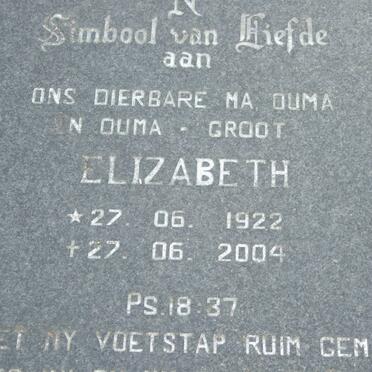 'N
Simbool van Liefde
aan
ONS DIERBARE MA, OUMA
EN OUMA - GROOT
ELIZABETH
★ 27. 06. 1922
✝ 27. 06. 2004
PS.18:37
MY VOETSTAP RUIM